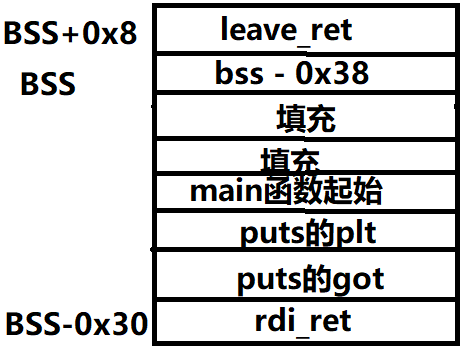 BSS+0x8 leave_ret
BSS bss - 0x38
填充
填充
main函数起始
puts的plt
puts的got
BSS-0x30 rdi_ret